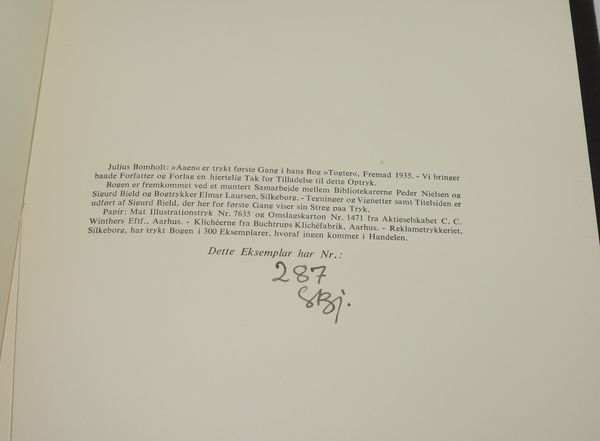 Julius Bomholt: »Aaen« er trykt første Gang i hans Bog »Togter«, Fremad 1935. - Vi bringer
baade Forfatter og Forlag en hjertelig Tak for Tilladelse til dette Optryk.
Bogen er fremkommet ved et muntert Samarbejde mellem Bibliotekarerne Peder Nielsen og
Sigurd Bjeld og Bogtrykker Elmar Laursen, Silkeborg. - Tegninger og Vignetter samt Titelsiden er
udført af Sigurd Bjeld, der her for første Gang viser sin Streg paa Tryk.
Papir: Mat Illustrationstryk Nr. 7635 og Omslagskarton Nr. 1471 fra Aktieselskabet C. C.
Winthers Eftf., Aarhus. - Klichéerne fra Buchtrups Klichéfabrik, Aarhus. - Reklametrykkeriet,
Silkeborg, har trykt Bogen i 300 Eksemplarer, hvoraf ingen kommer i Handelen.
Dette Eksemplar har Nr.:
287
SBj.